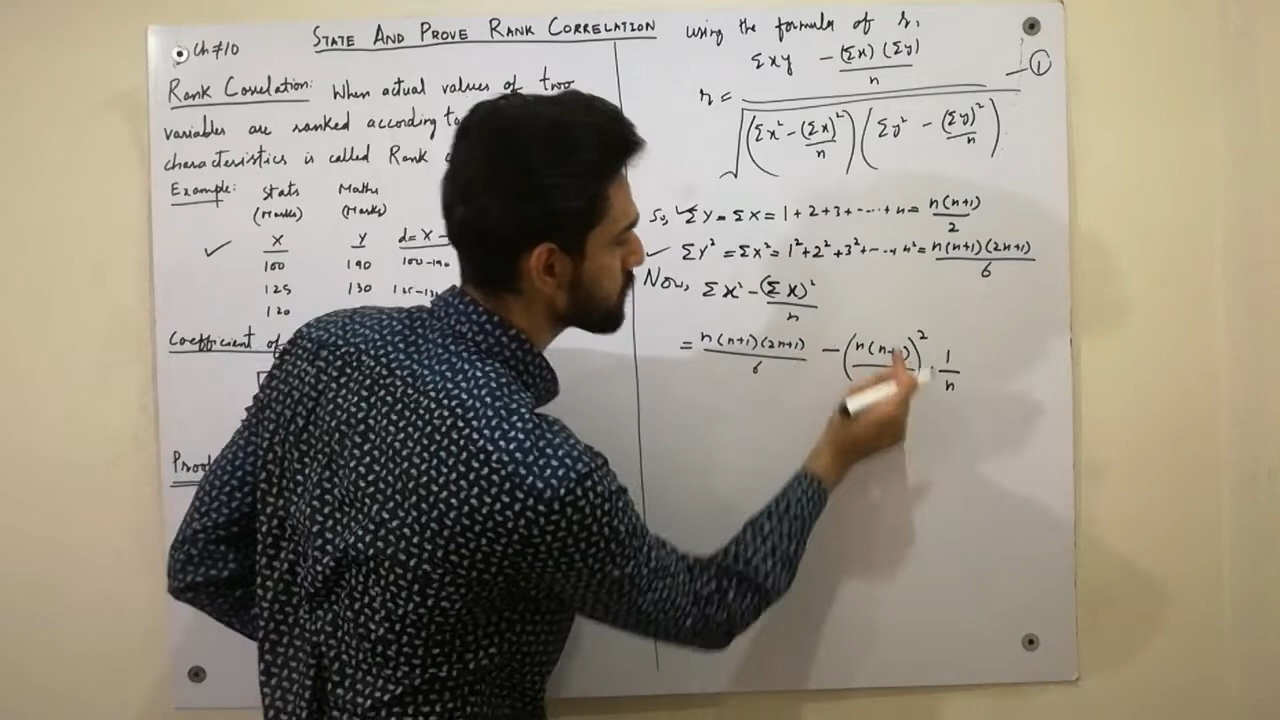 Ch # 10
STATE AND PROVE RANK CORRELATION
Rank Correlation: When actual values of two
variables are ranked according to
characteristics is called Rank
Example: Stats Maths
(Marks) (Marks)
X Y d = X -
100 190 100-190
125 130 125-13
120
Coefficient of
Proof
using the formula of r,
r = Σxy - (Σx)(Σy)/n / √((Σx² - (Σx)²/n)(Σy² - (Σy)²/n)) — ①
So, ✓ΣY = ΣX = 1+2+3+-----+n = n(n+1)/2
✓ ΣY² = ΣX² = 1²+2²+3²+---+n² = n(n+1)(2n+1)/6
Now, ΣX² - (ΣX)²/n
= n(n+1)(2n+1)/6 - (n(n+1)/)² · 1/n